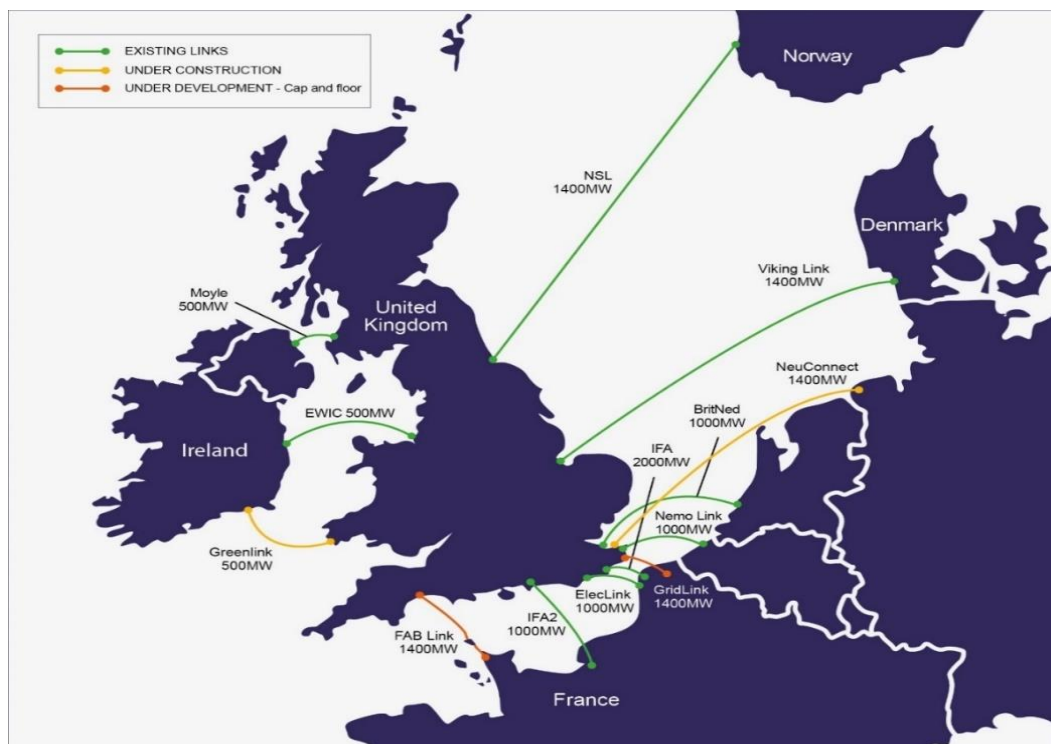 EXISTING LINKS
UNDER CONSTRUCTION
UNDER DEVELOPMENT - Cap and floor
Norway
NSL
1400MW
Denmark
Viking Link
1400MW
Moyle
500MW
United
Kingdom
NeuConnect
1400MW
BritNed
1000MW
EWIC 500MW
IFA
2000MW
Ireland
Nemo Link
1000MW
Greenlink
500MW
ElecLink
1000MW
GridLink
1400MW
IFA2
1000MW
FAB Link
1400MW
France